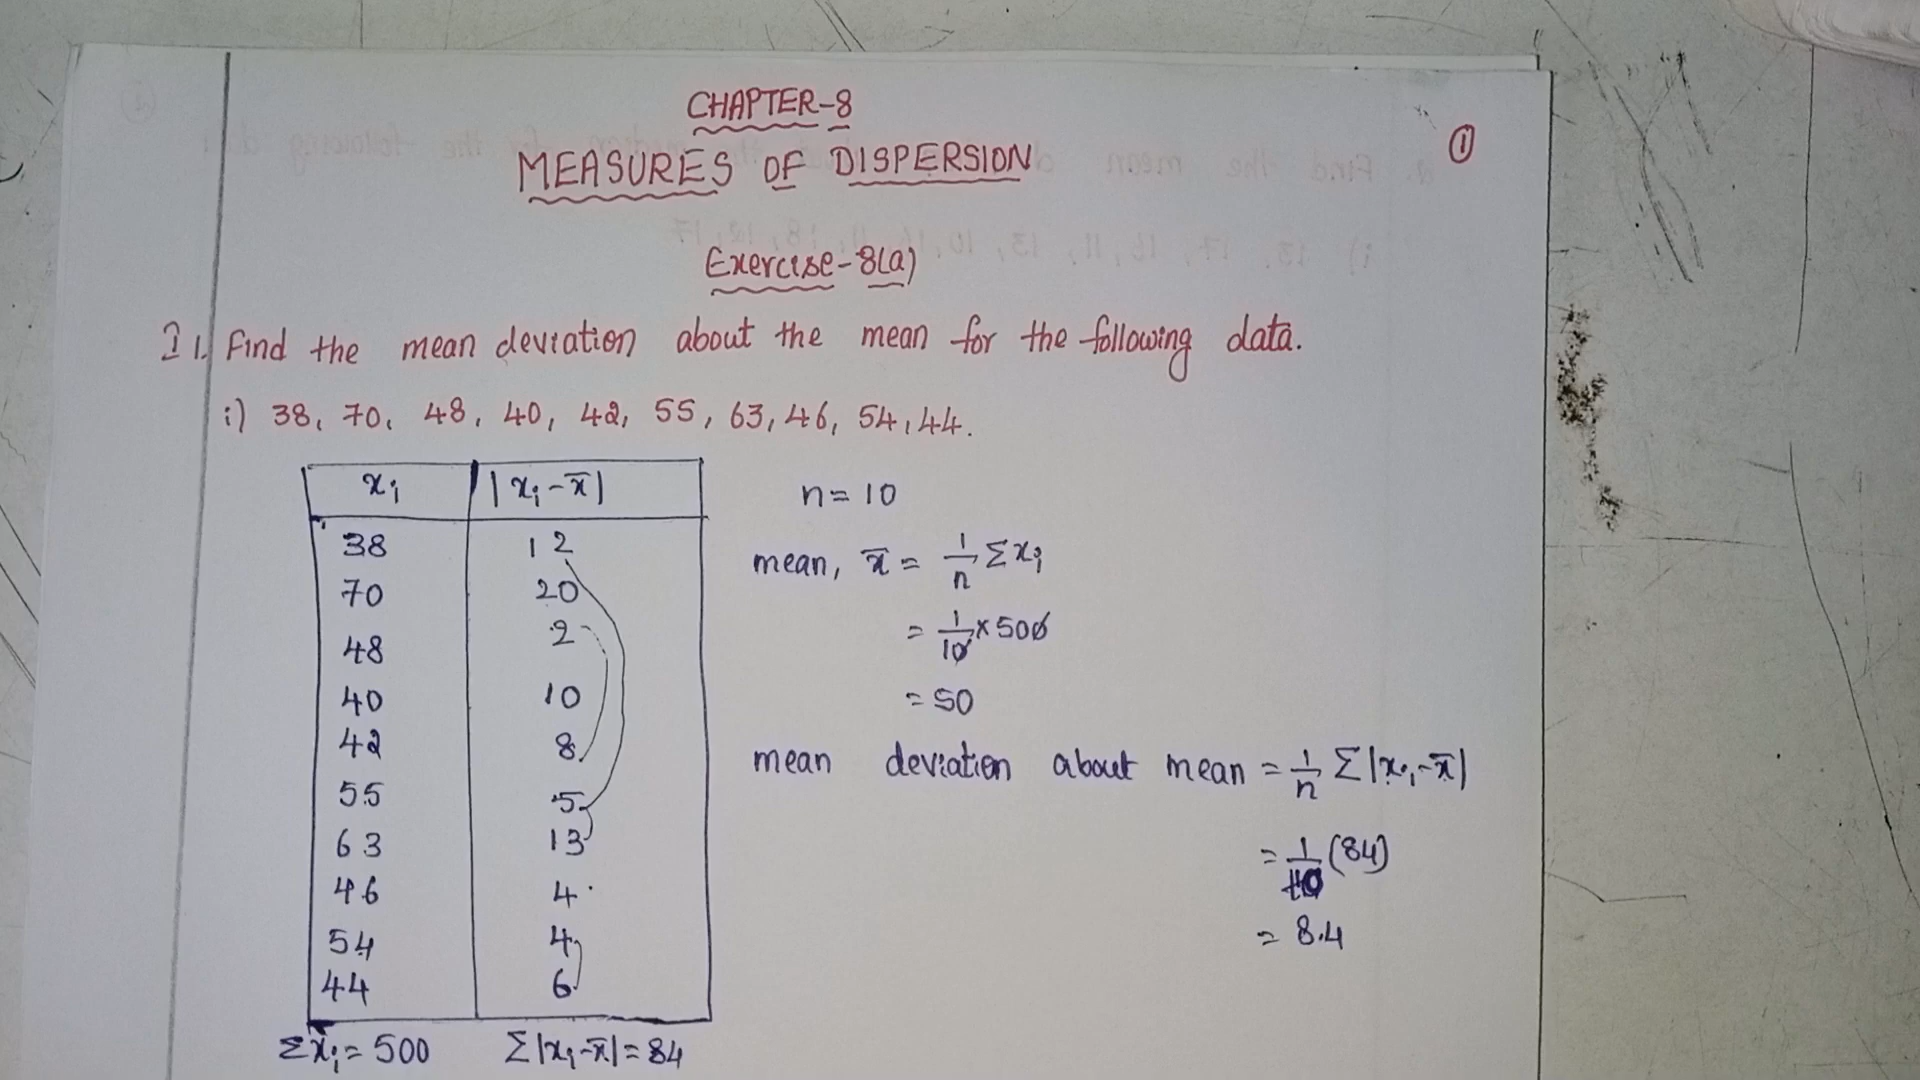 CHAPTER-8
①
MEASURES OF DISPERSION
Exercise-8(a)
I 1. Find the mean deviation about the mean for the following data.
i) 38, 70, 48, 40, 42, 55, 63, 46, 54, 44.
xᵢ |xᵢ-x̄|
38 12
70 20
48 2
40 10
42 8
55 5
63 13
46 4
54 4
44 6
Σxᵢ = 500 Σ|xᵢ-x̄| = 84
n = 10
mean, x̄ = 1/n Σxᵢ
= 1/10 × 500
= 50
mean deviation about mean = 1/n Σ|xᵢ-x̄|
= 1/10 (84)
= 8.4